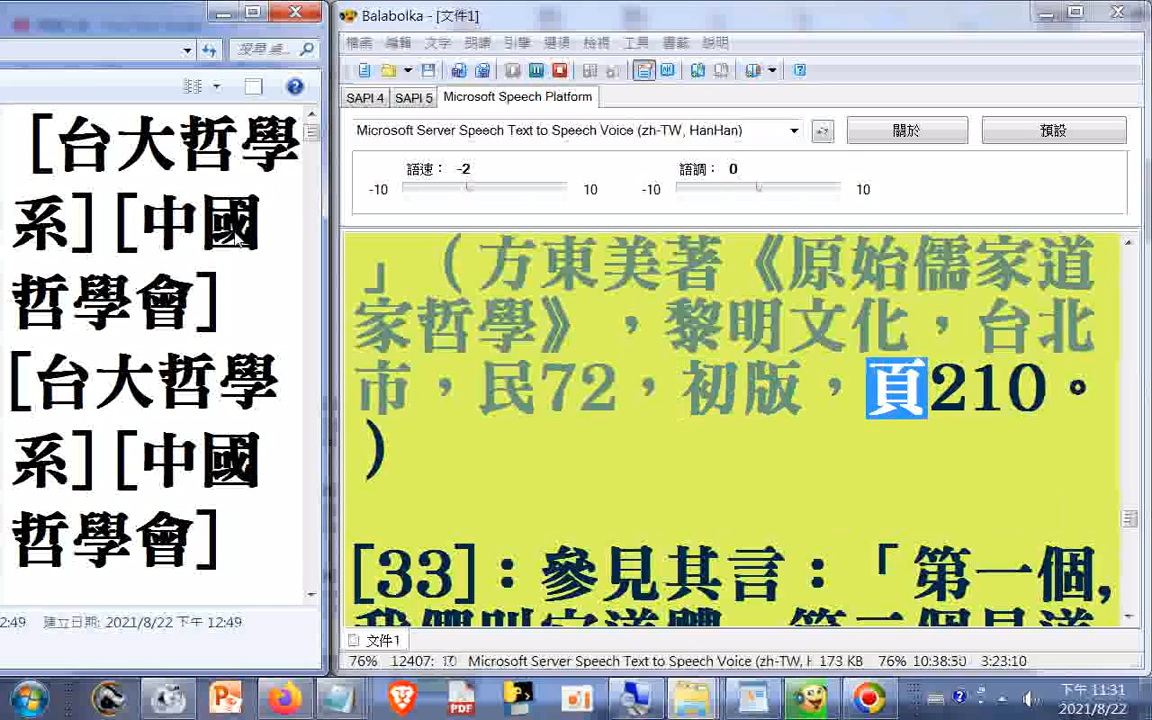 [台大哲學
系][中國
哲學會]
[台大哲學
系][中國
哲學會]
建立日期: 2021/8/22 下午 12:49
Balabolka - [文件1]
檔案 編輯 文字 朗讀 引擎 選項 檢視 工具 書籤 說明
SAPI 4 SAPI 5 Microsoft Speech Platform
Microsoft Server Speech Text to Speech Voice (zh-TW, HanHan)
關於 預設
語速： -2 語調： 0
-10 10 -10 10
」（方東美著《原始儒家道
家哲學》，黎明文化，台北
市，民72，初版，頁210。
)
[33]：參見其言：「第一個,
文件1
76% 12407: 10 Microsoft Server Speech Text to Speech Voice (zh-TW, H 173 KB 76% 10:38:50 3:23:10
下午 11:31
2021/8/22